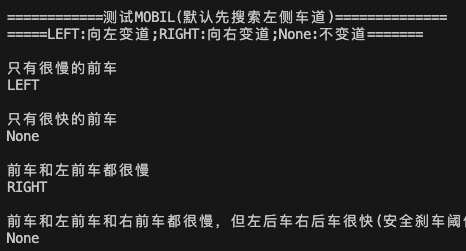 ============测试MOBIL(默认先搜索左侧车道)==============
=====LEFT:向左变道;RIGHT:向右变道;None:不变道=======
只有很慢的前车
LEFT
只有很快的前车
None
前车和左前车都很慢
RIGHT
前车和左前车和右前车都很慢，但左后车右后车很快(安全刹车阈
None